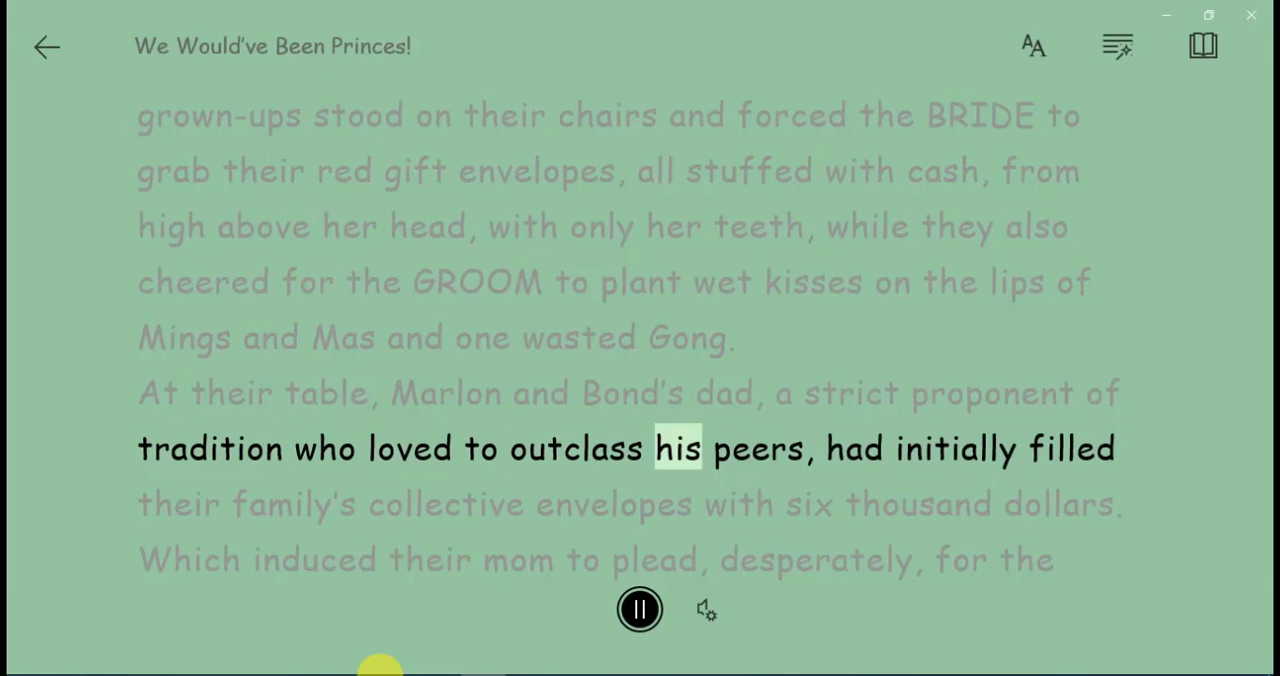 We Would've Been Princes!
grown-ups stood on their chairs and forced the BRIDE to
grab their red gift envelopes, all stuffed with cash, from
high above her head, with only her teeth, while they also
cheered for the GROOM to plant wet kisses on the lips of
Mings and Mas and one wasted Gong.
At their table, Marlon and Bond's dad, a strict proponent of
tradition who loved to outclass his peers, had initially filled
their family's collective envelopes with six thousand dollars.
Which induced their mom to plead, desperately, for the